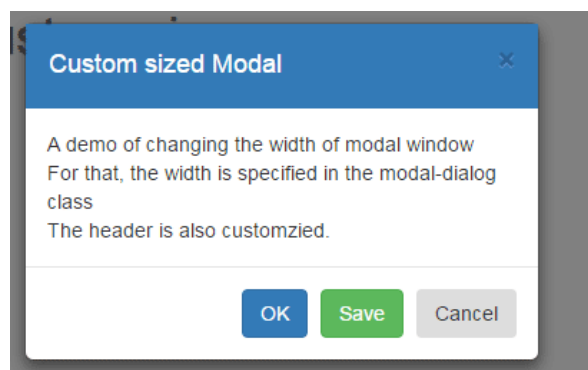 Custom sized Modal
×
A demo of changing the width of modal window
For that, the width is specified in the modal-dialog
class
The header is also customzied.
OK Save Cancel